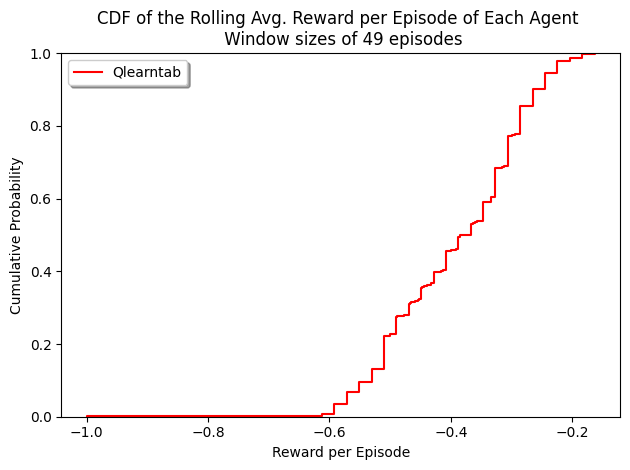 CDF of the Rolling Avg. Reward per Episode of Each Agent
Window sizes of 49 episodes
Qlearntab
Cumulative Probability
1.0
0.8
0.6
0.4
0.2
0.0
−1.0
−0.8
−0.6
−0.4
−0.2
Reward per Episode